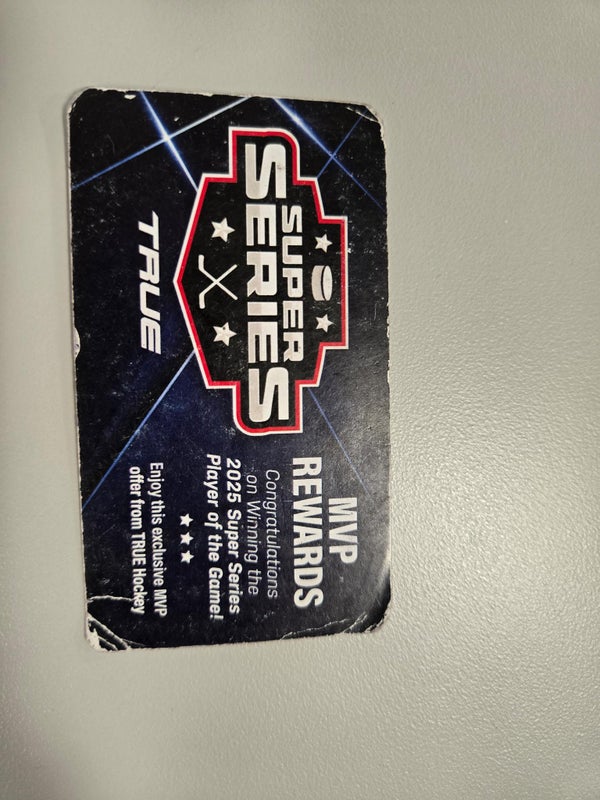 SUPER
SERIES
TRUE
MVP
REWARDS
Congratulations
on Winning the
2025 Super Series
Player of the Game!
Enjoy this exclusive MVP
offer from TRUE Hockey